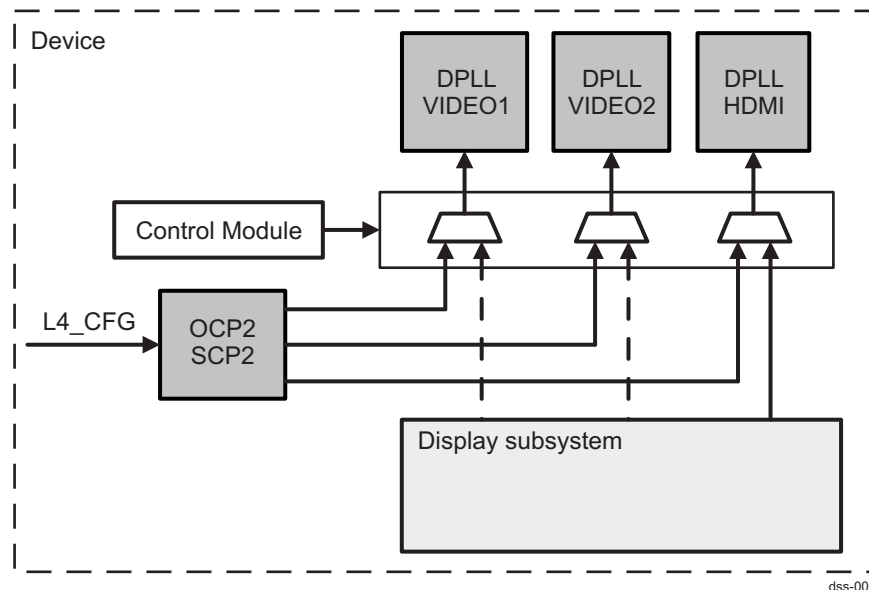 Device
DPLL
VIDEO1
DPLL
VIDEO2
DPLL
HDMI
Control Module
L4_CFG
OCP2
SCP2
Display subsystem
dss-00